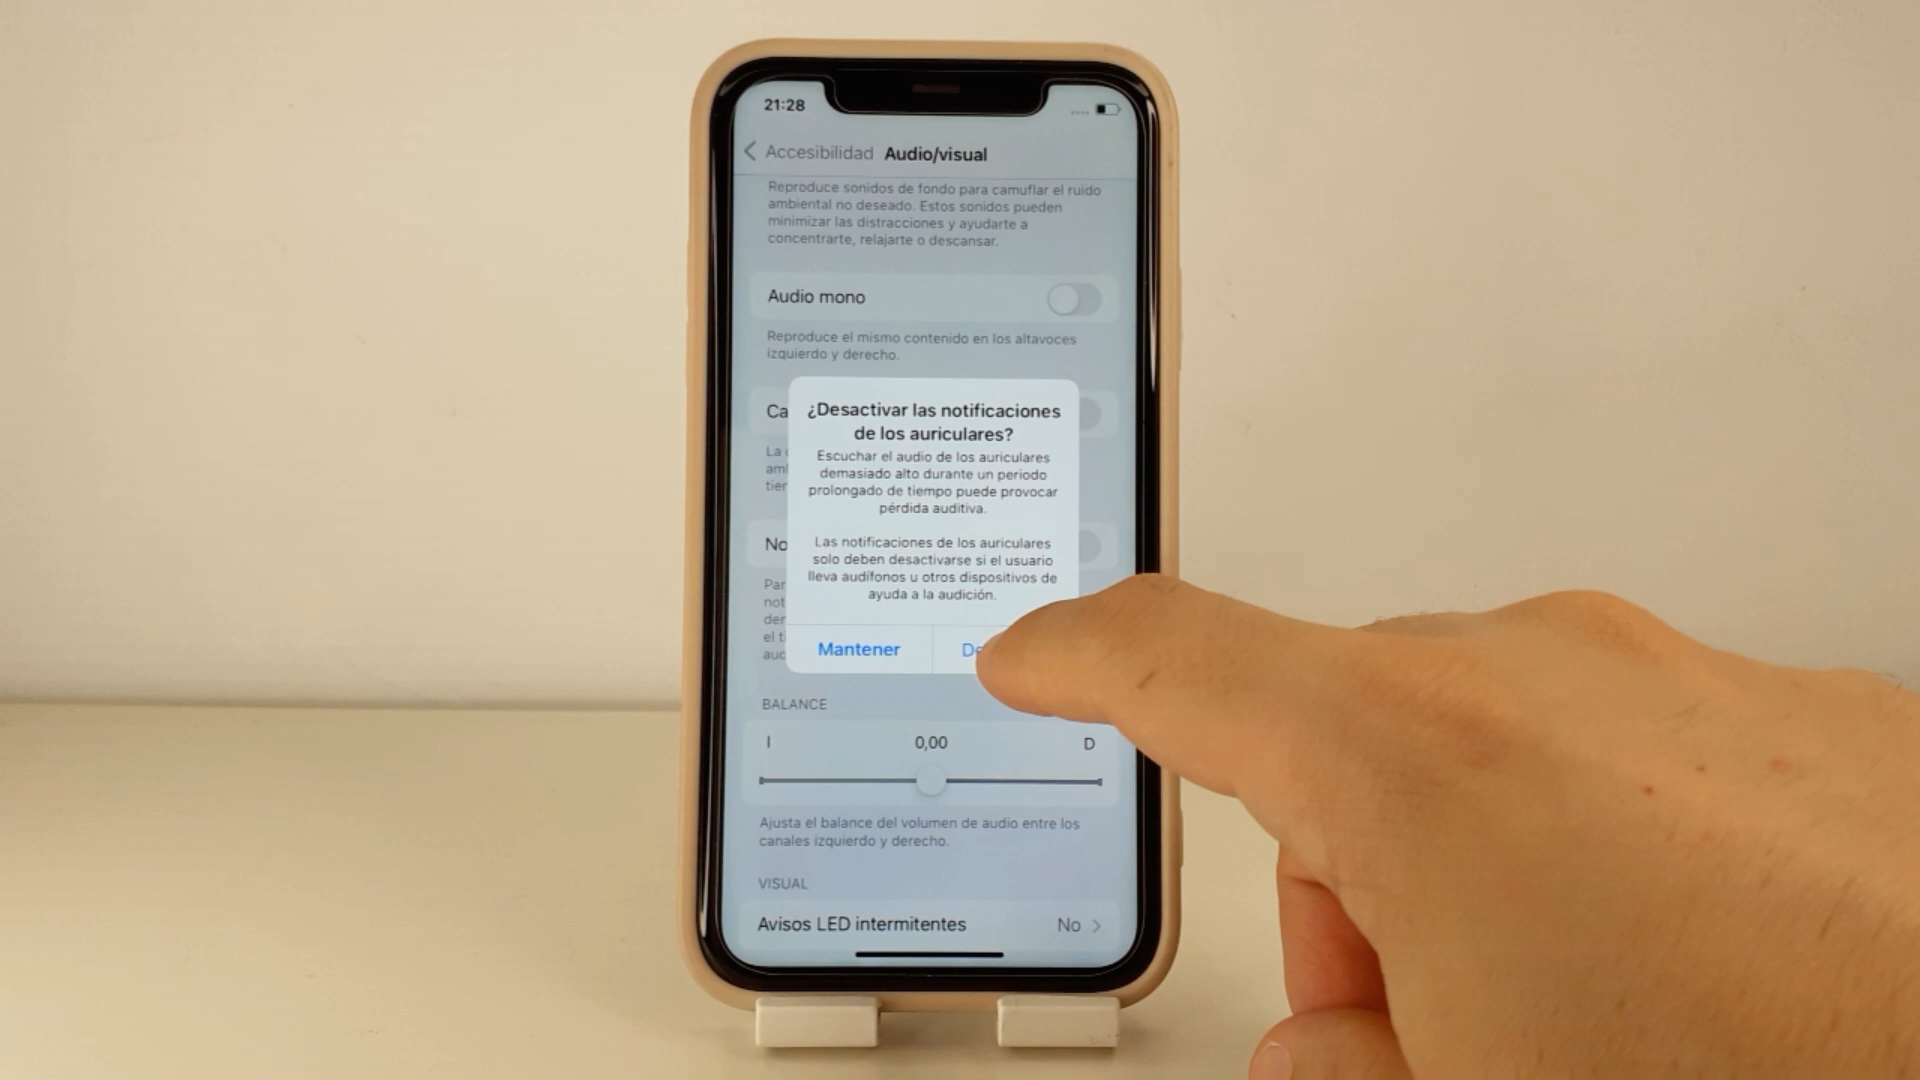 21:28
Accesibilidad Audio/visual
Reproduce sonidos de fondo para camuflar el ruido
ambiental no deseado. Estos sonidos pueden
minimizar las distracciones y ayudarte a
concentrarte, relajarte o descansar.
Audio mono
Reproduce el mismo contenido en los altavoces
izquierdo y derecho.
¿Desactivar las notificaciones
de los auriculares?
Escuchar el audio de los auriculares
demasiado alto durante un periodo
prolongado de tiempo puede provocar
pérdida auditiva.
Las notificaciones de los auriculares
solo deben desactivarse si el usuario
lleva audífonos u otros dispositivos de
ayuda a la audición.
Mantener
BALANCE
I 0,00 D
Ajusta el balance del volumen de audio entre los
canales izquierdo y derecho.
VISUAL
Avisos LED intermitentes No